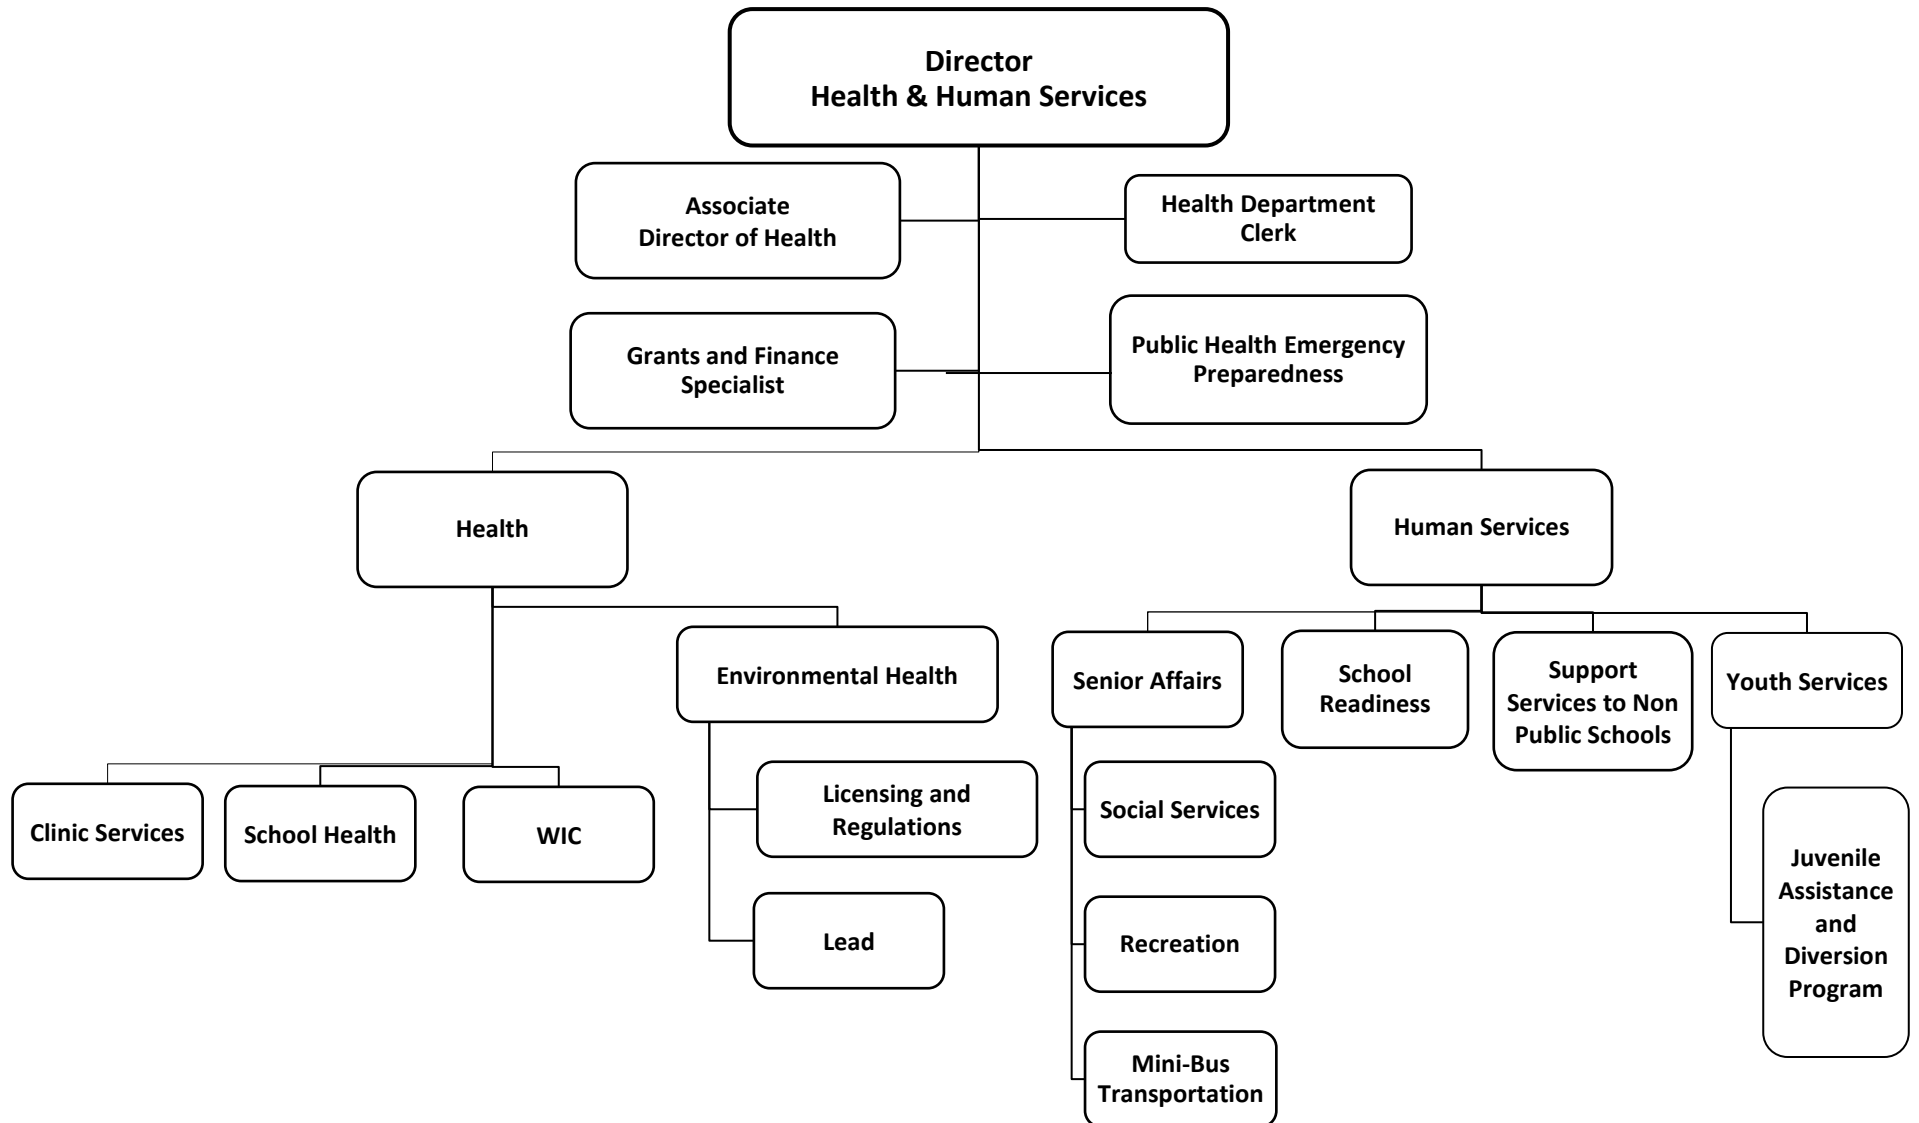 Director
Health & Human Services
Associate
Director of Health
Health Department
Clerk
Grants and Finance
Specialist
Public Health Emergency
Preparedness
Health
Human Services
Environmental Health
Senior Affairs
School
Readiness
Support
Services to Non
Public Schools
Youth Services
Clinic Services
School Health
WIC
Licensing and
Regulations
Lead
Social Services
Recreation
Mini-Bus
Transportation
Juvenile
Assistance
and
Diversion
Program